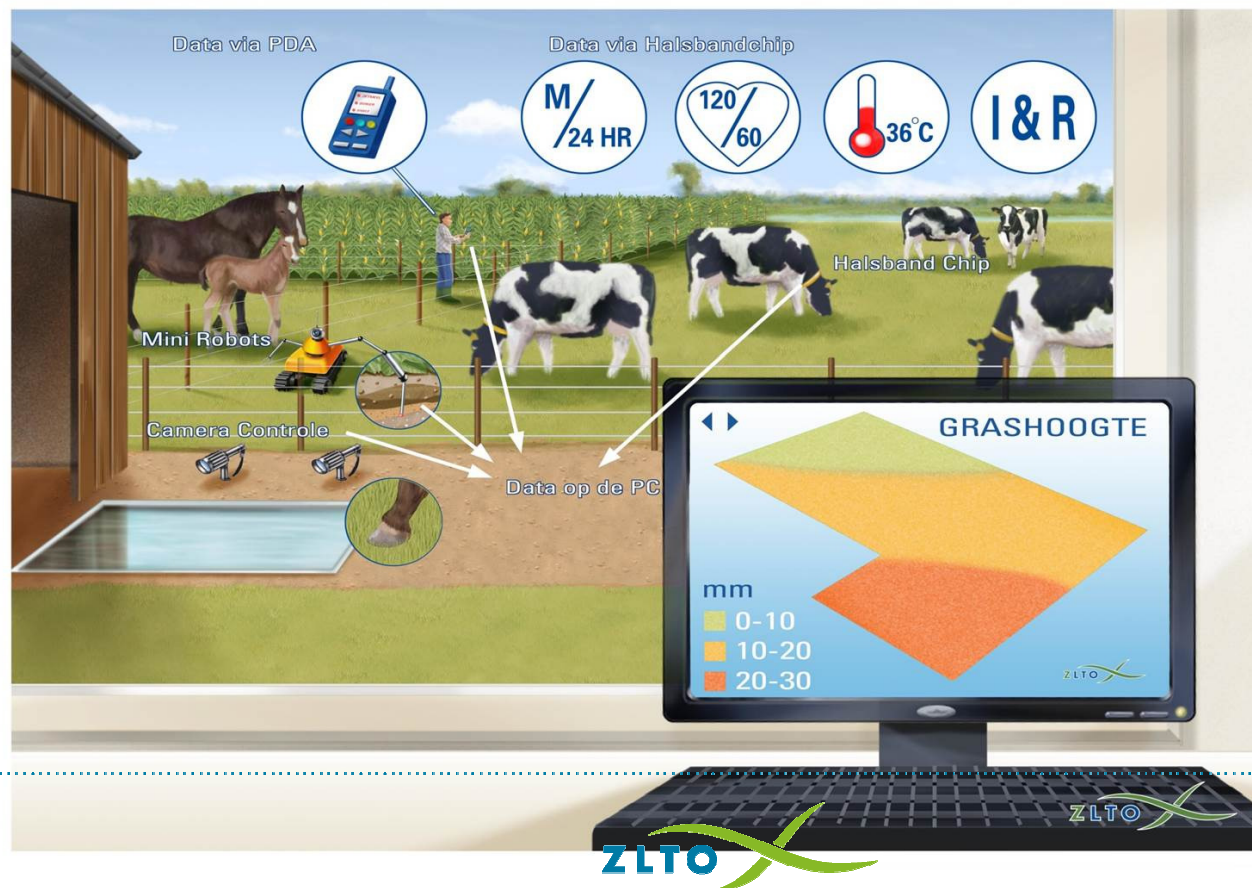 Data via PDA
Data via Halsbandchip
M/24 HR
120/60
36°C
I & R
Halsband Chip
Mini Robots
Camera Controle
Data op de PC
GRASHOOGTE
mm
0-10
10-20
20-30
ZLTO
ZLTO
ZLTO